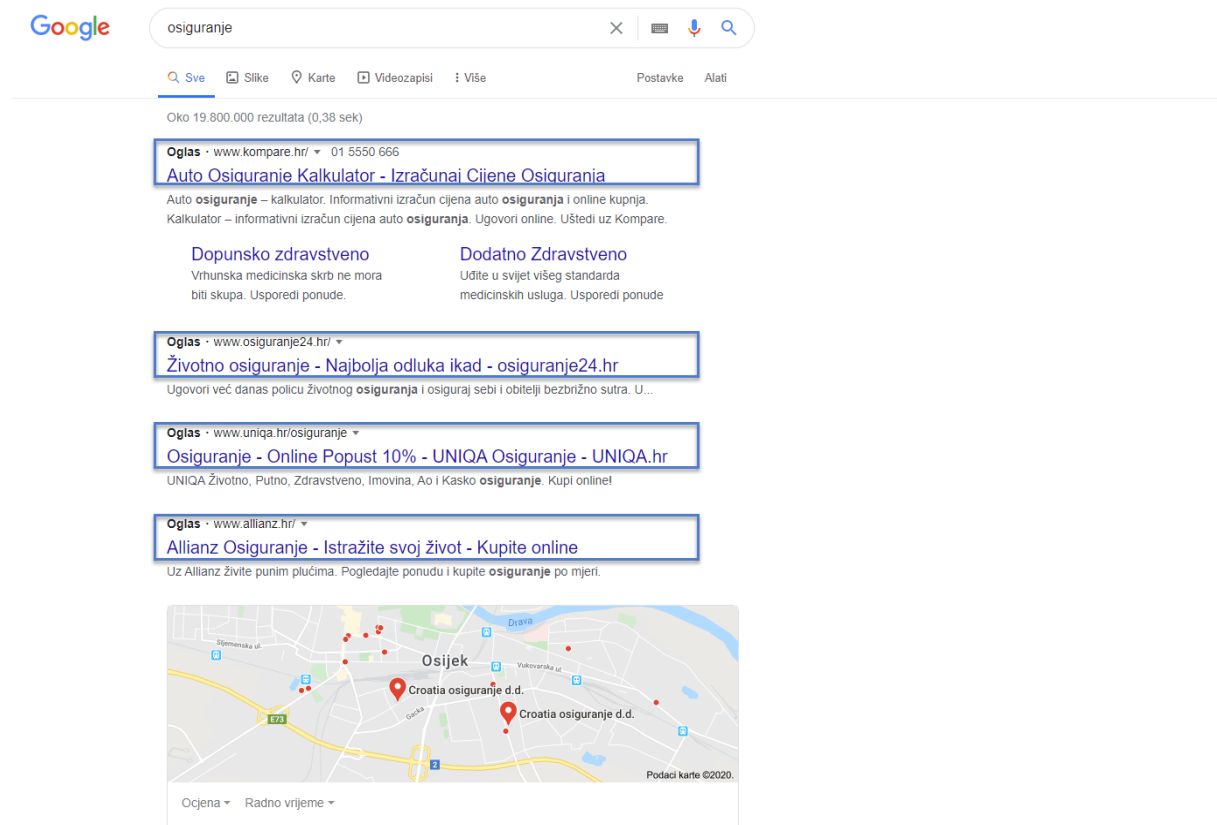 Google
osiguranje
Sve Slike Karte Videozapisi Više Postavke Alati
Oko 19.800.000 rezultata (0,38 sek)
Oglas · www.kompare.hr/ 01 5550 666
Auto Osiguranje Kalkulator - Izračunaj Cijene Osiguranja
Auto osiguranje – kalkulator. Informativni izračun cijena auto osiguranja i online kupnja.
Kalkulator – informativni izračun cijena auto osiguranja. Ugovori online. Uštedi uz Kompare.
Dopunsko zdravstveno
Vrhunska medicinska skrb ne mora
biti skupa. Usporedi ponude.
Dodatno Zdravstveno
Uđite u svijet višeg standarda
medicinskih usluga. Usporedi ponude
Oglas · www.osiguranje24.hr/
Životno osiguranje - Najbolja odluka ikad - osiguranje24.hr
Ugovori već danas policu životnog osiguranja i osiguraj sebi i obitelji bezbrižno sutra. U...
Oglas · www.uniqa.hr/osiguranje
Osiguranje - Online Popust 10% - UNIQA Osiguranje - UNIQA.hr
UNIQA Životno, Putno, Zdravstveno, Imovina, Ao i Kasko osiguranje. Kupi online!
Oglas · www.allianz.hr/
Allianz Osiguranje - Istražite svoj život - Kupite online
Uz Allianz živite punim plućima. Pogledajte ponudu i kupite osiguranje po mjeri.
Drava
Sljemenska ul.
Osijek
Vukovarska ul.
Croatia osiguranje d.d.
Gacka
Croatia osiguranje d.d.
E73
2
Podaci karte ©2020.
Ocjena Radno vrijeme